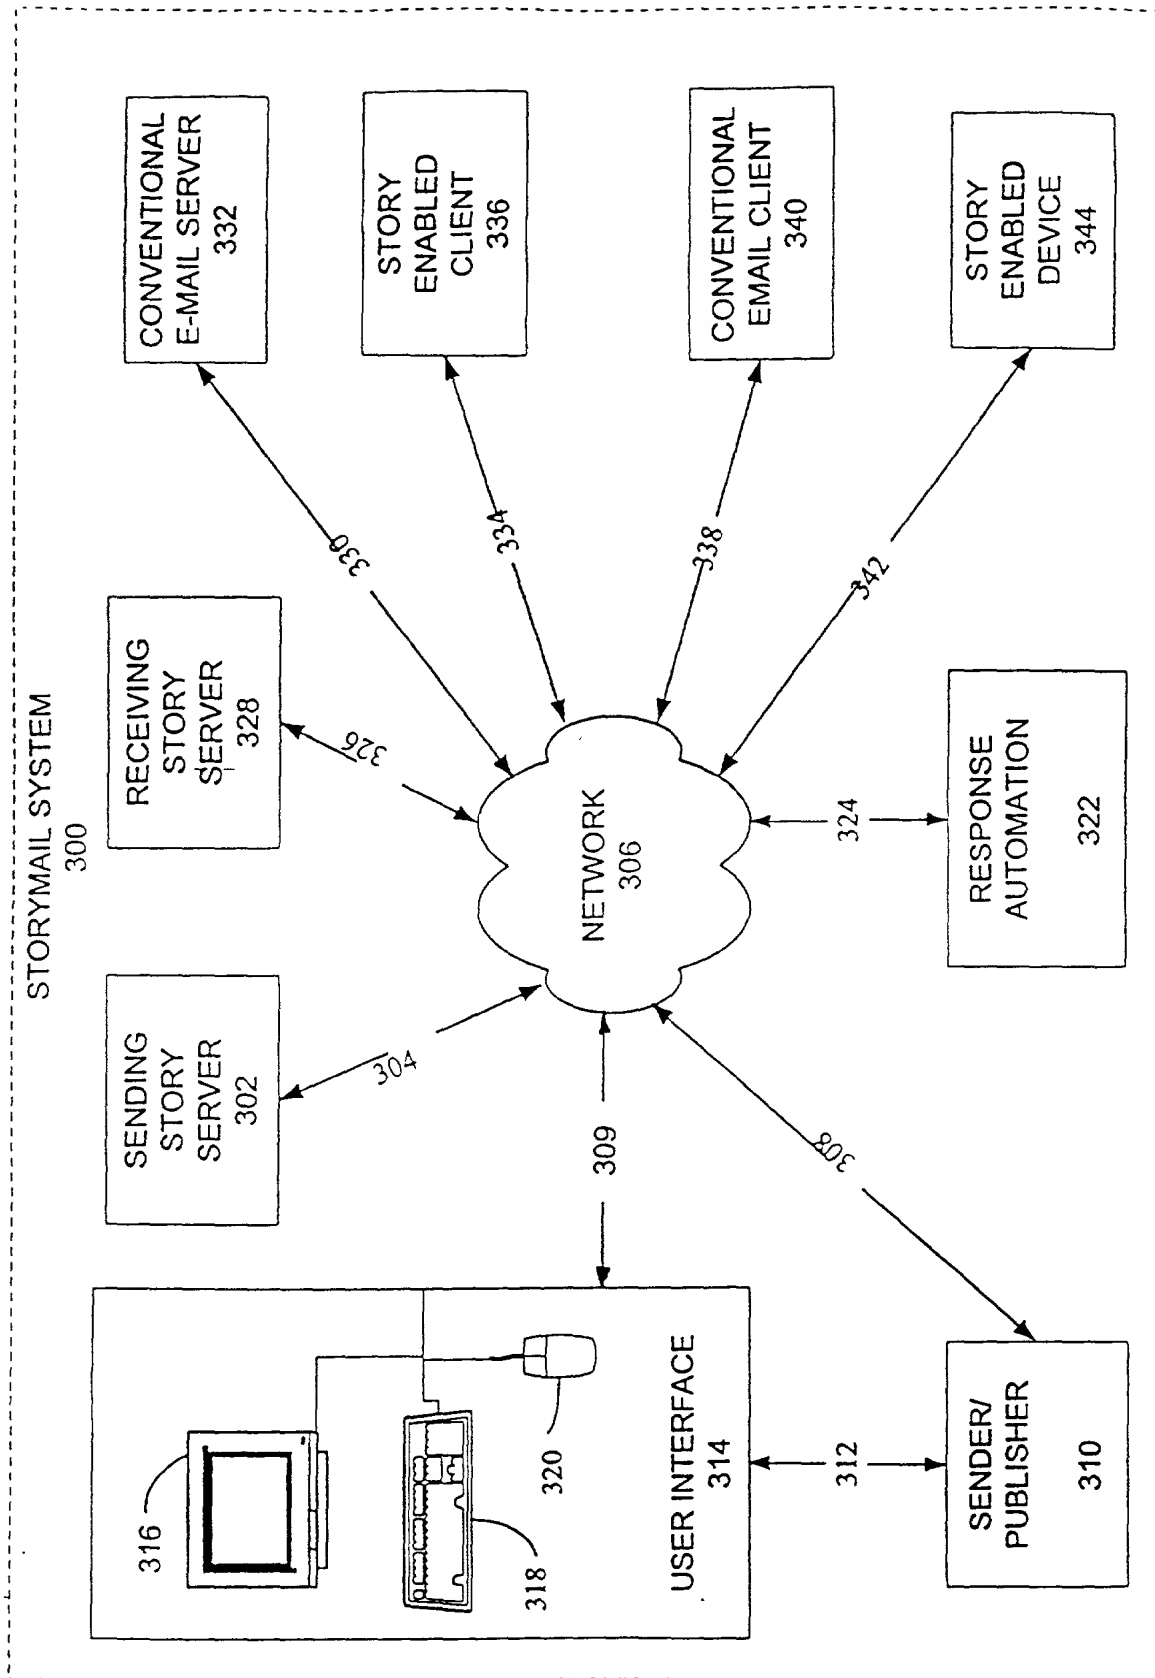 STORYMAIL SYSTEM
300
316
318
320
USER INTERFACE
314
312
SENDER/
PUBLISHER
310
309
308
SENDING
STORY
SERVER
302
304
NETWORK
306
RECEIVING
STORY
SERVER
328
326
324
RESPONSE
AUTOMATION
322
330
CONVENTIONAL
E-MAIL SERVER
332
334
STORY
ENABLED
CLIENT
336
338
CONVENTIONAL
EMAIL CLIENT
340
342
STORY
ENABLED
DEVICE
344